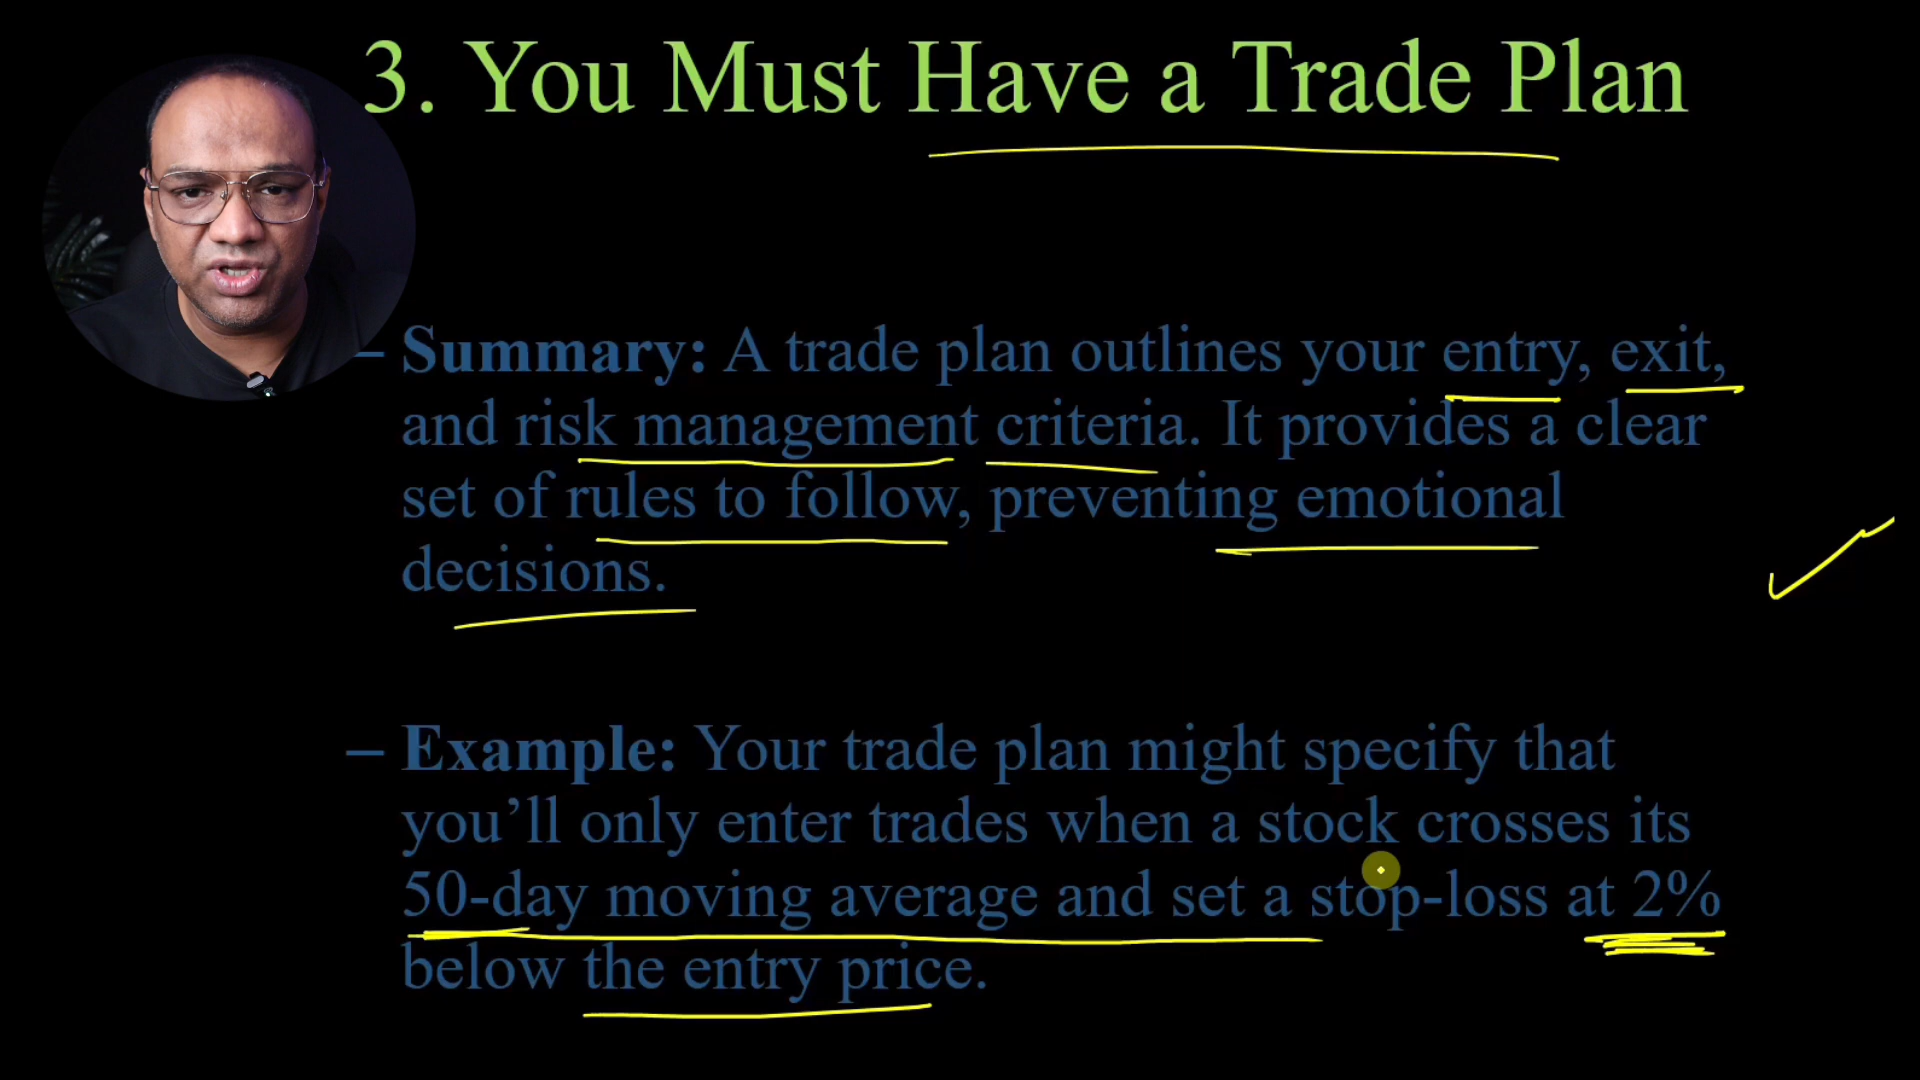 3. You Must Have a Trade Plan
– Summary: A trade plan outlines your entry, exit,
and risk management criteria. It provides a clear
set of rules to follow, preventing emotional
decisions.
– Example: Your trade plan might specify that
you’ll only enter trades when a stock crosses its
50-day moving average and set a stop-loss at 2%
below the entry price.